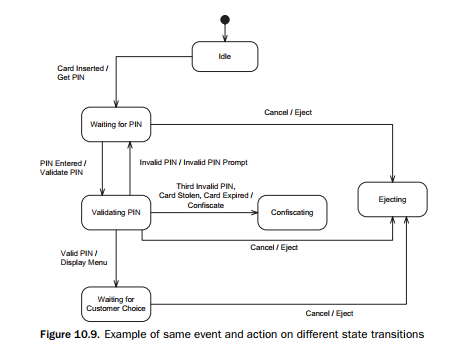 Idle
Card Inserted /
Get PIN
Waiting for PIN
Cancel / Eject
PIN Entered /
Validate PIN
Invalid PIN / Invalid PIN Prompt
Third Invalid PIN,
Card Stolen, Card Expired /
Confiscate
Validating PIN
Confiscating
Ejecting
Cancel / Eject
Valid PIN /
Display Menu
Waiting for
Customer Choice
Cancel / Eject
Figure 10.9. Example of same event and action on different state transitions